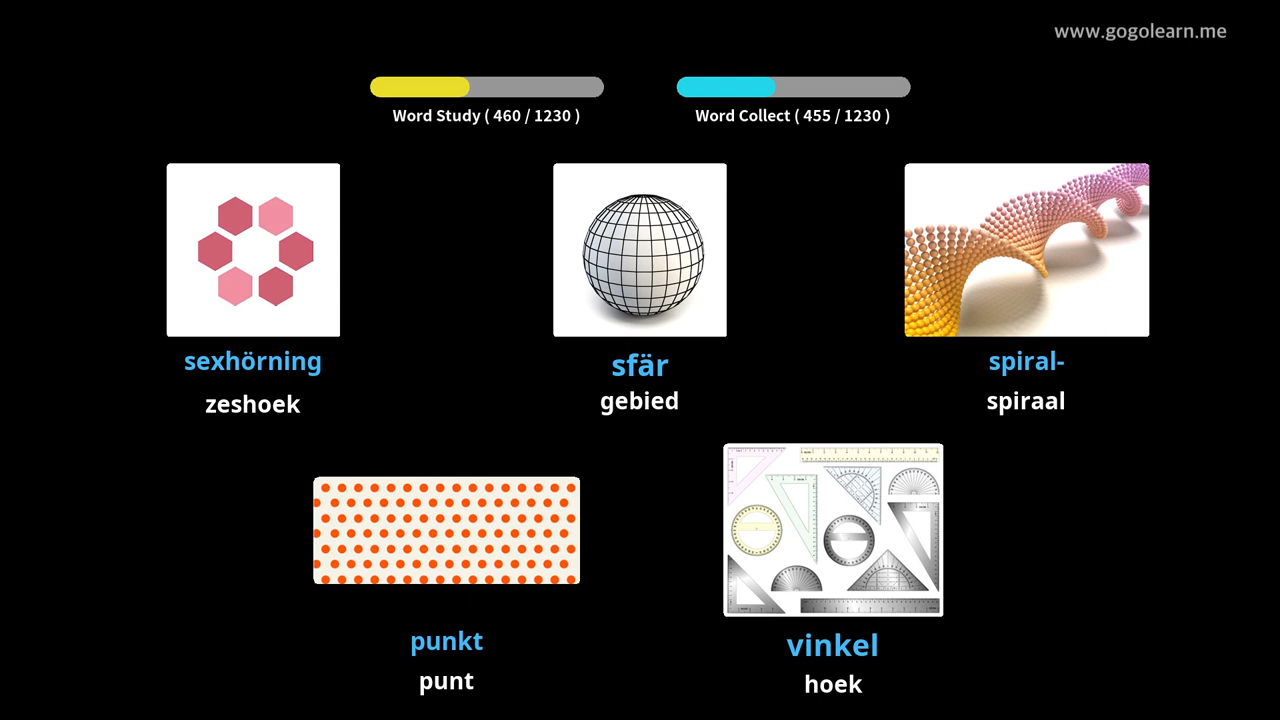 www.gogolearn.me
Word Study ( 460 / 1230 )
Word Collect ( 455 / 1230 )
sexhörning
zeshoek
sfär
gebied
spiral-
spiraal
punkt
punt
vinkel
hoek